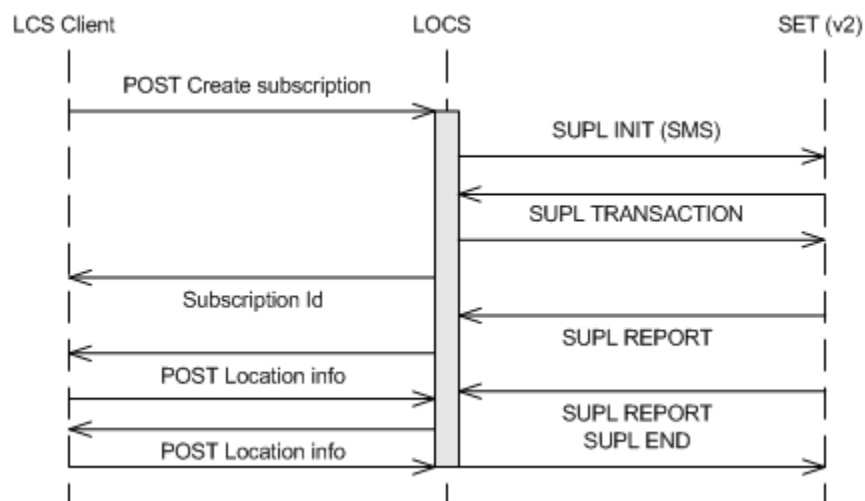 LCS Client
LOCS
SET (v2)
POST Create subscription
SUPL INIT (SMS)
SUPL TRANSACTION
Subscription Id
SUPL REPORT
POST Location info
SUPL REPORT
SUPL END
POST Location info